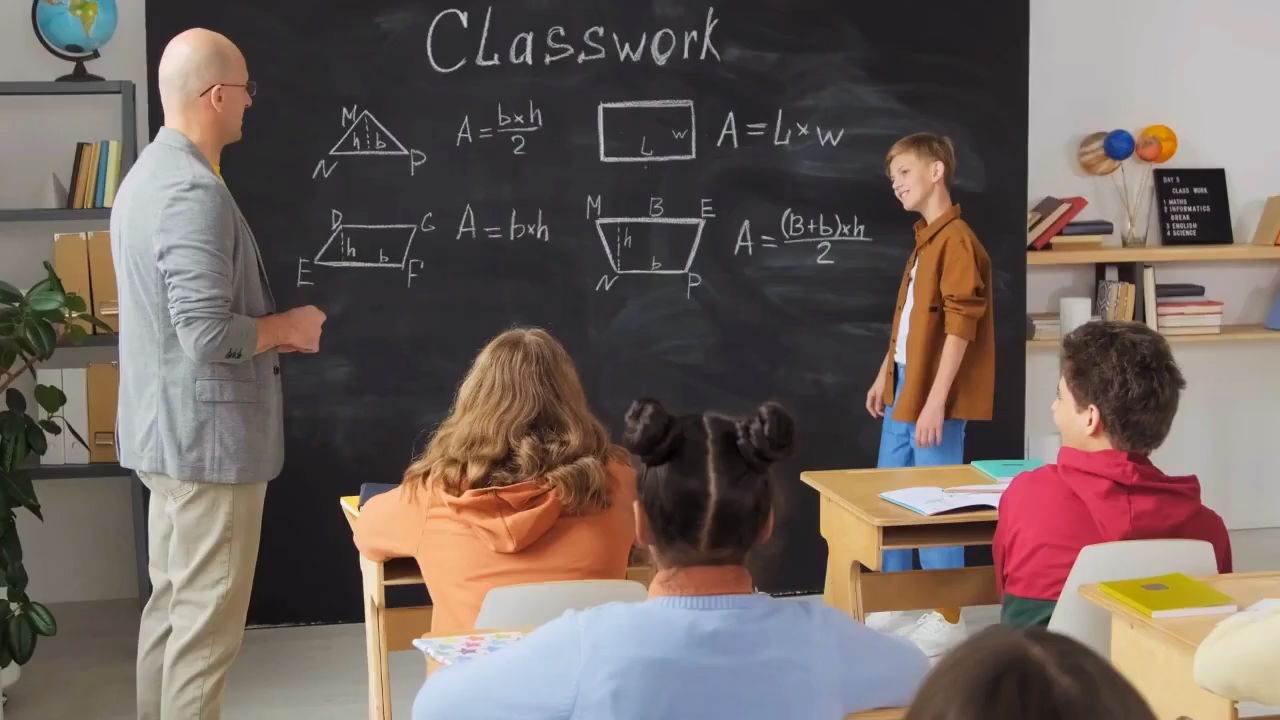 Classwork
M
h b
N P
A = b×h / 2
L w
A = L × w
D G
h b
E F
A = b×h
M B E
h
b
N P
A = (B+b)×h / 2
DAY 5
CLASS WORK
1 MATHS
2 INFORMATICS
BREAK
3 ENGLISH
4 SCIENCE